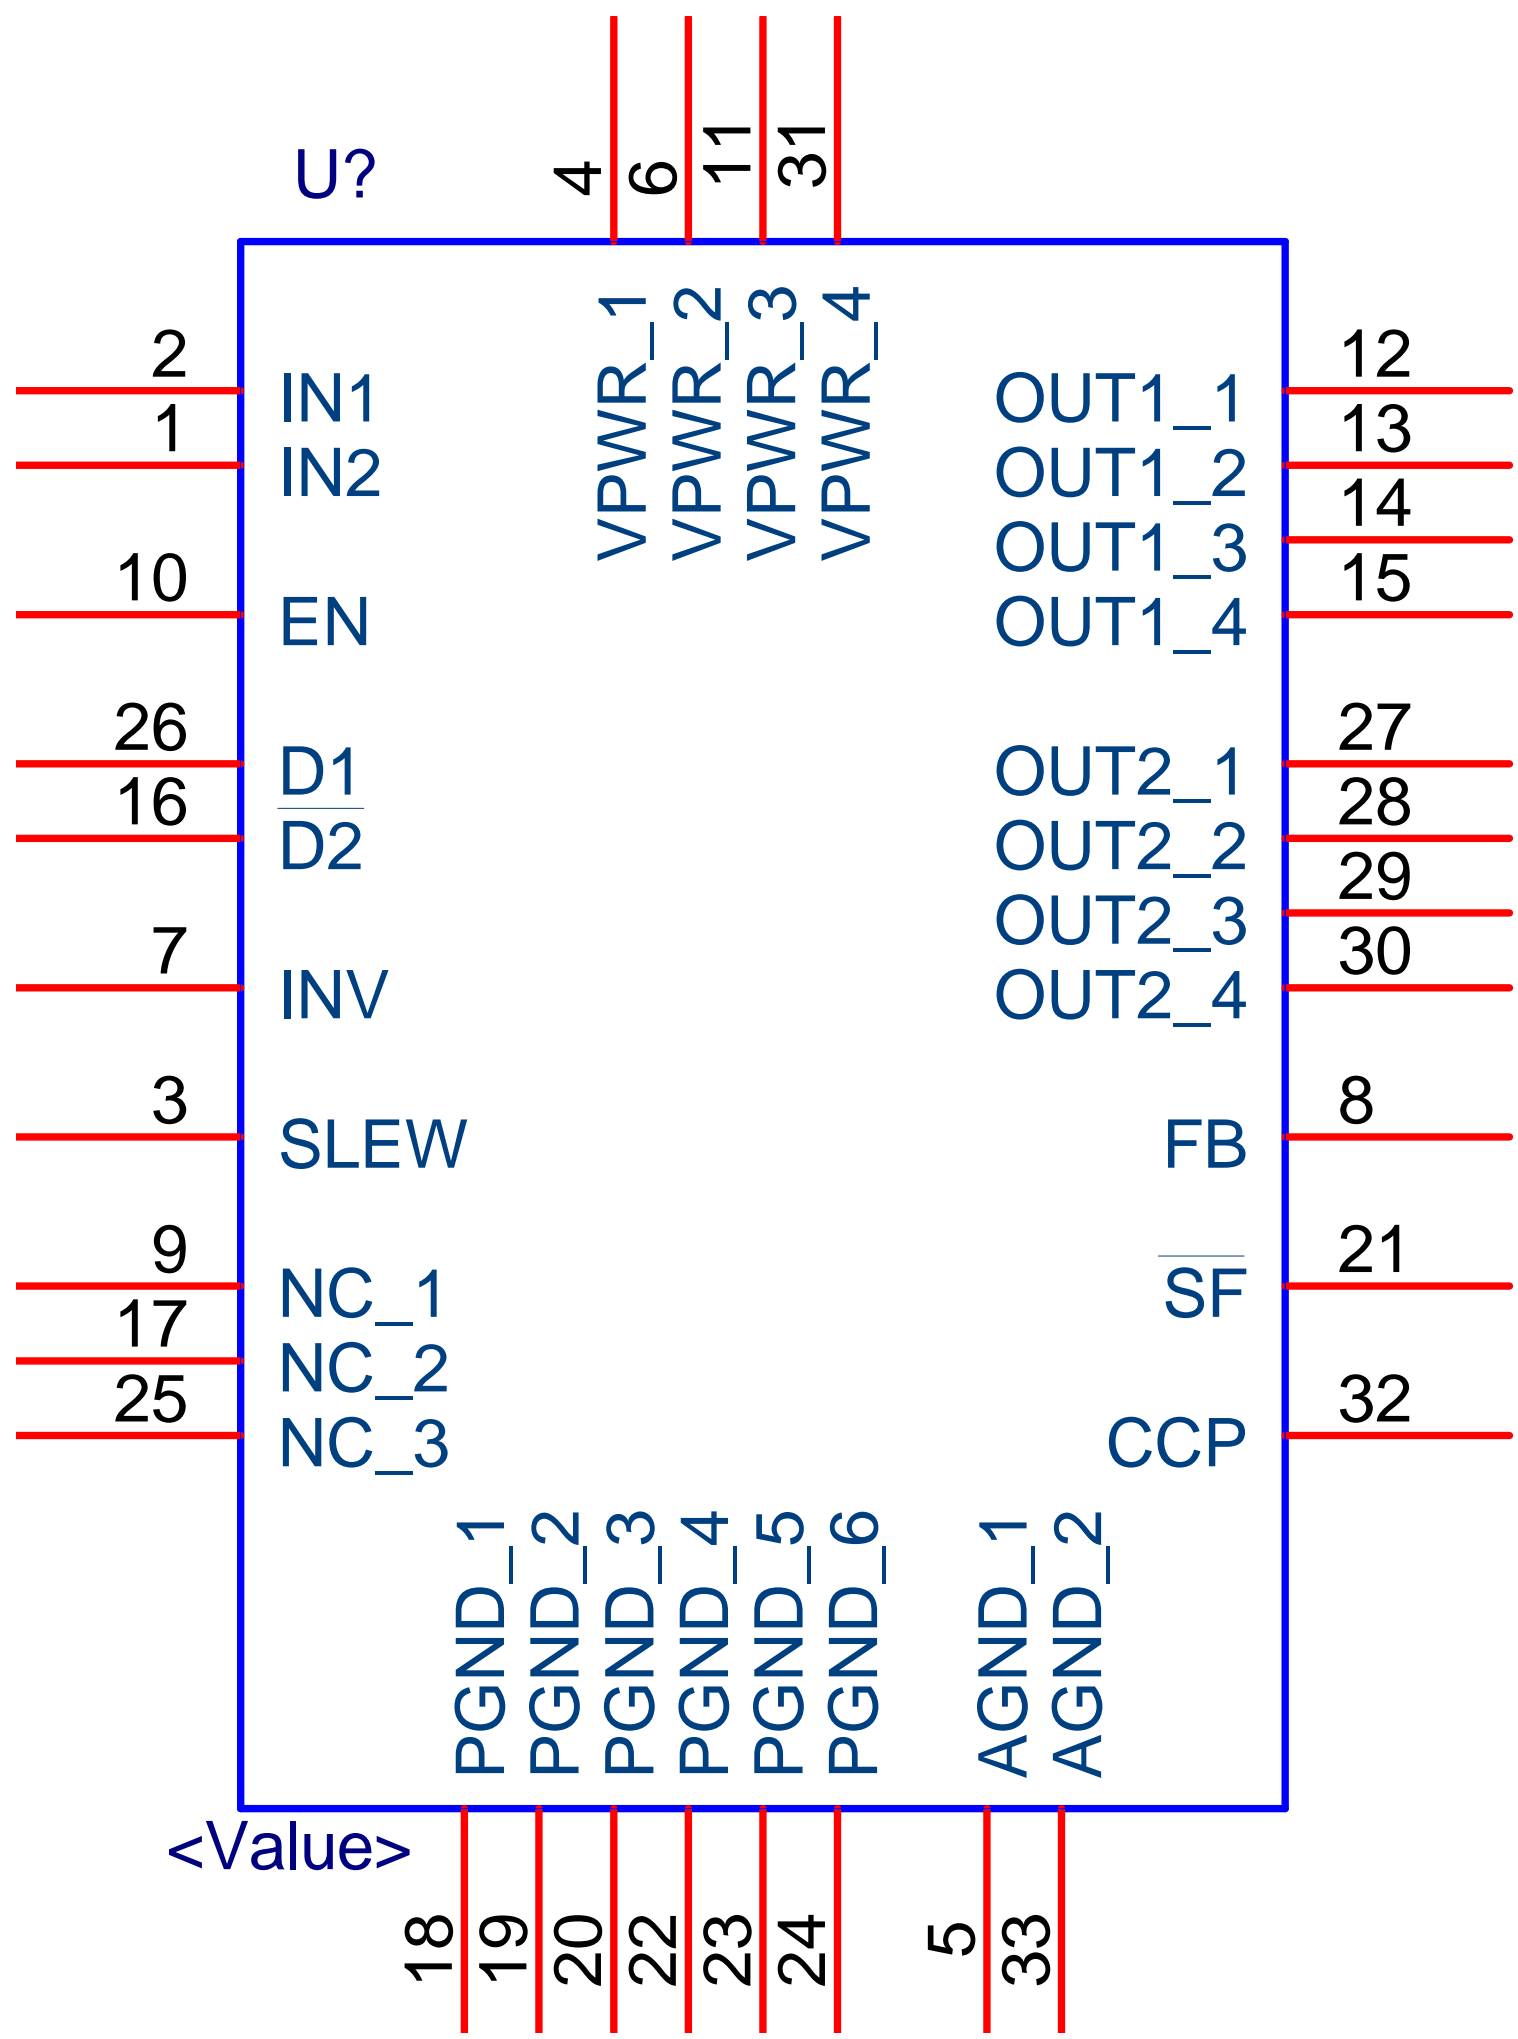 U?
4
6
11
31
VPWR_1
VPWR_2
VPWR_3
VPWR_4
2
IN1
1
IN2
10
EN
26
D1
16
D̅2̅
7
INV
3
SLEW
9
NC_1
17
NC_2
25
NC_3
12
OUT1_1
13
OUT1_2
14
OUT1_3
15
OUT1_4
27
OUT2_1
28
OUT2_2
29
OUT2_3
30
OUT2_4
8
FB
21
S̅F̅
32
CCP
PGND_1
PGND_2
PGND_3
PGND_4
PGND_5
PGND_6
AGND_1
AGND_2
<Value>
18
19
20
22
23
24
5
33